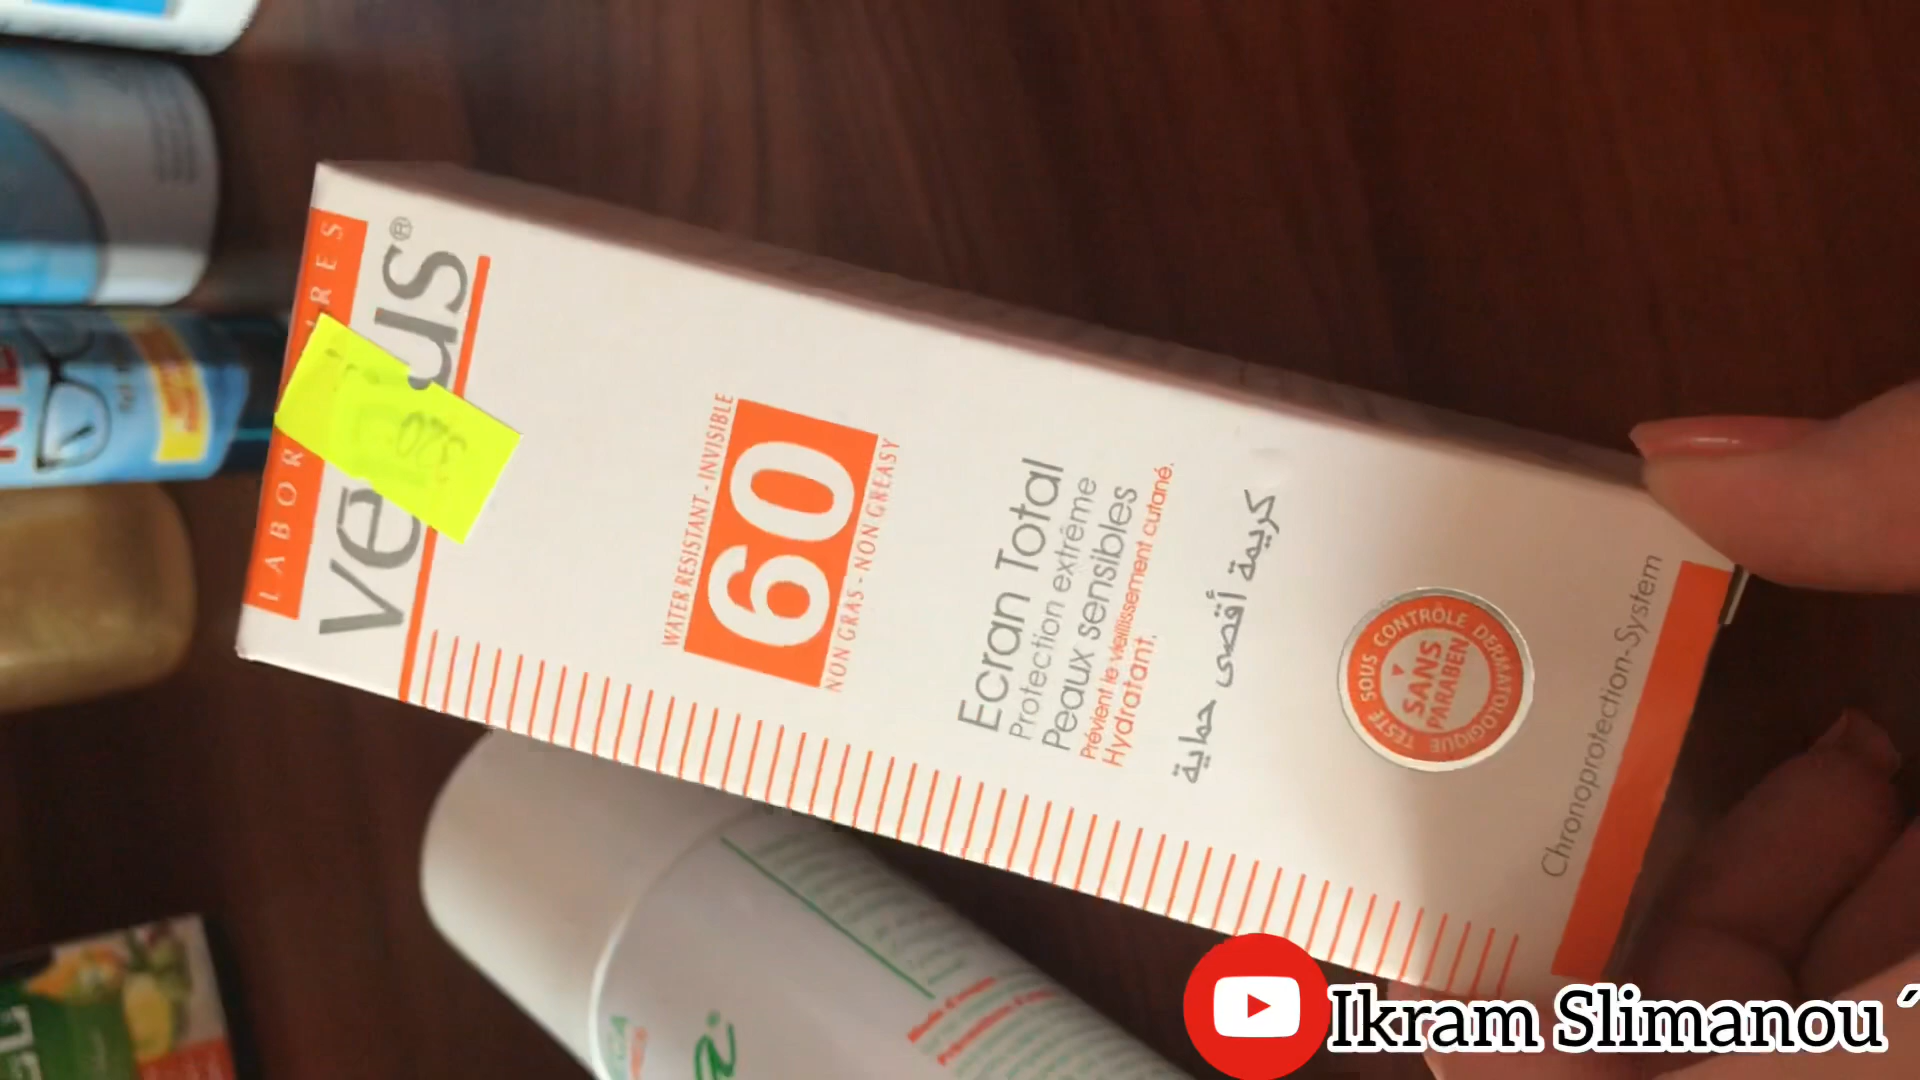 Venus®
WATER RESISTANT - INVISIBLE
60
NON GRAS - NON GREASY
Ecran Total
Protection extrême
Peaux sensibles
Prévient le vieillissement cutané.
Hydratant.
كريمة أقصى حماية
TESTÉ SOUS CONTRÔLE DERMATOLOGIQUE
SANS
PARABEN
Chronoprotection-System
320
Ikram Slimanou